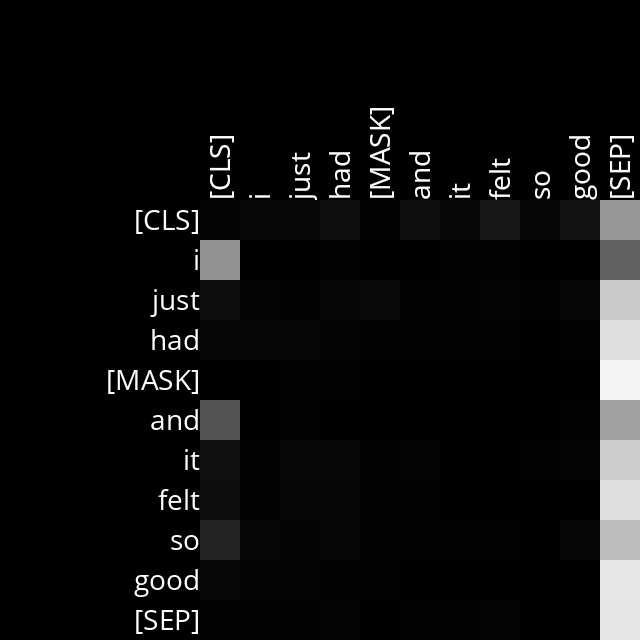 [CLS] i just had [MASK] and it felt so good [SEP]
[CLS]
i
just
had
[MASK]
and
it
felt
so
good
[SEP]